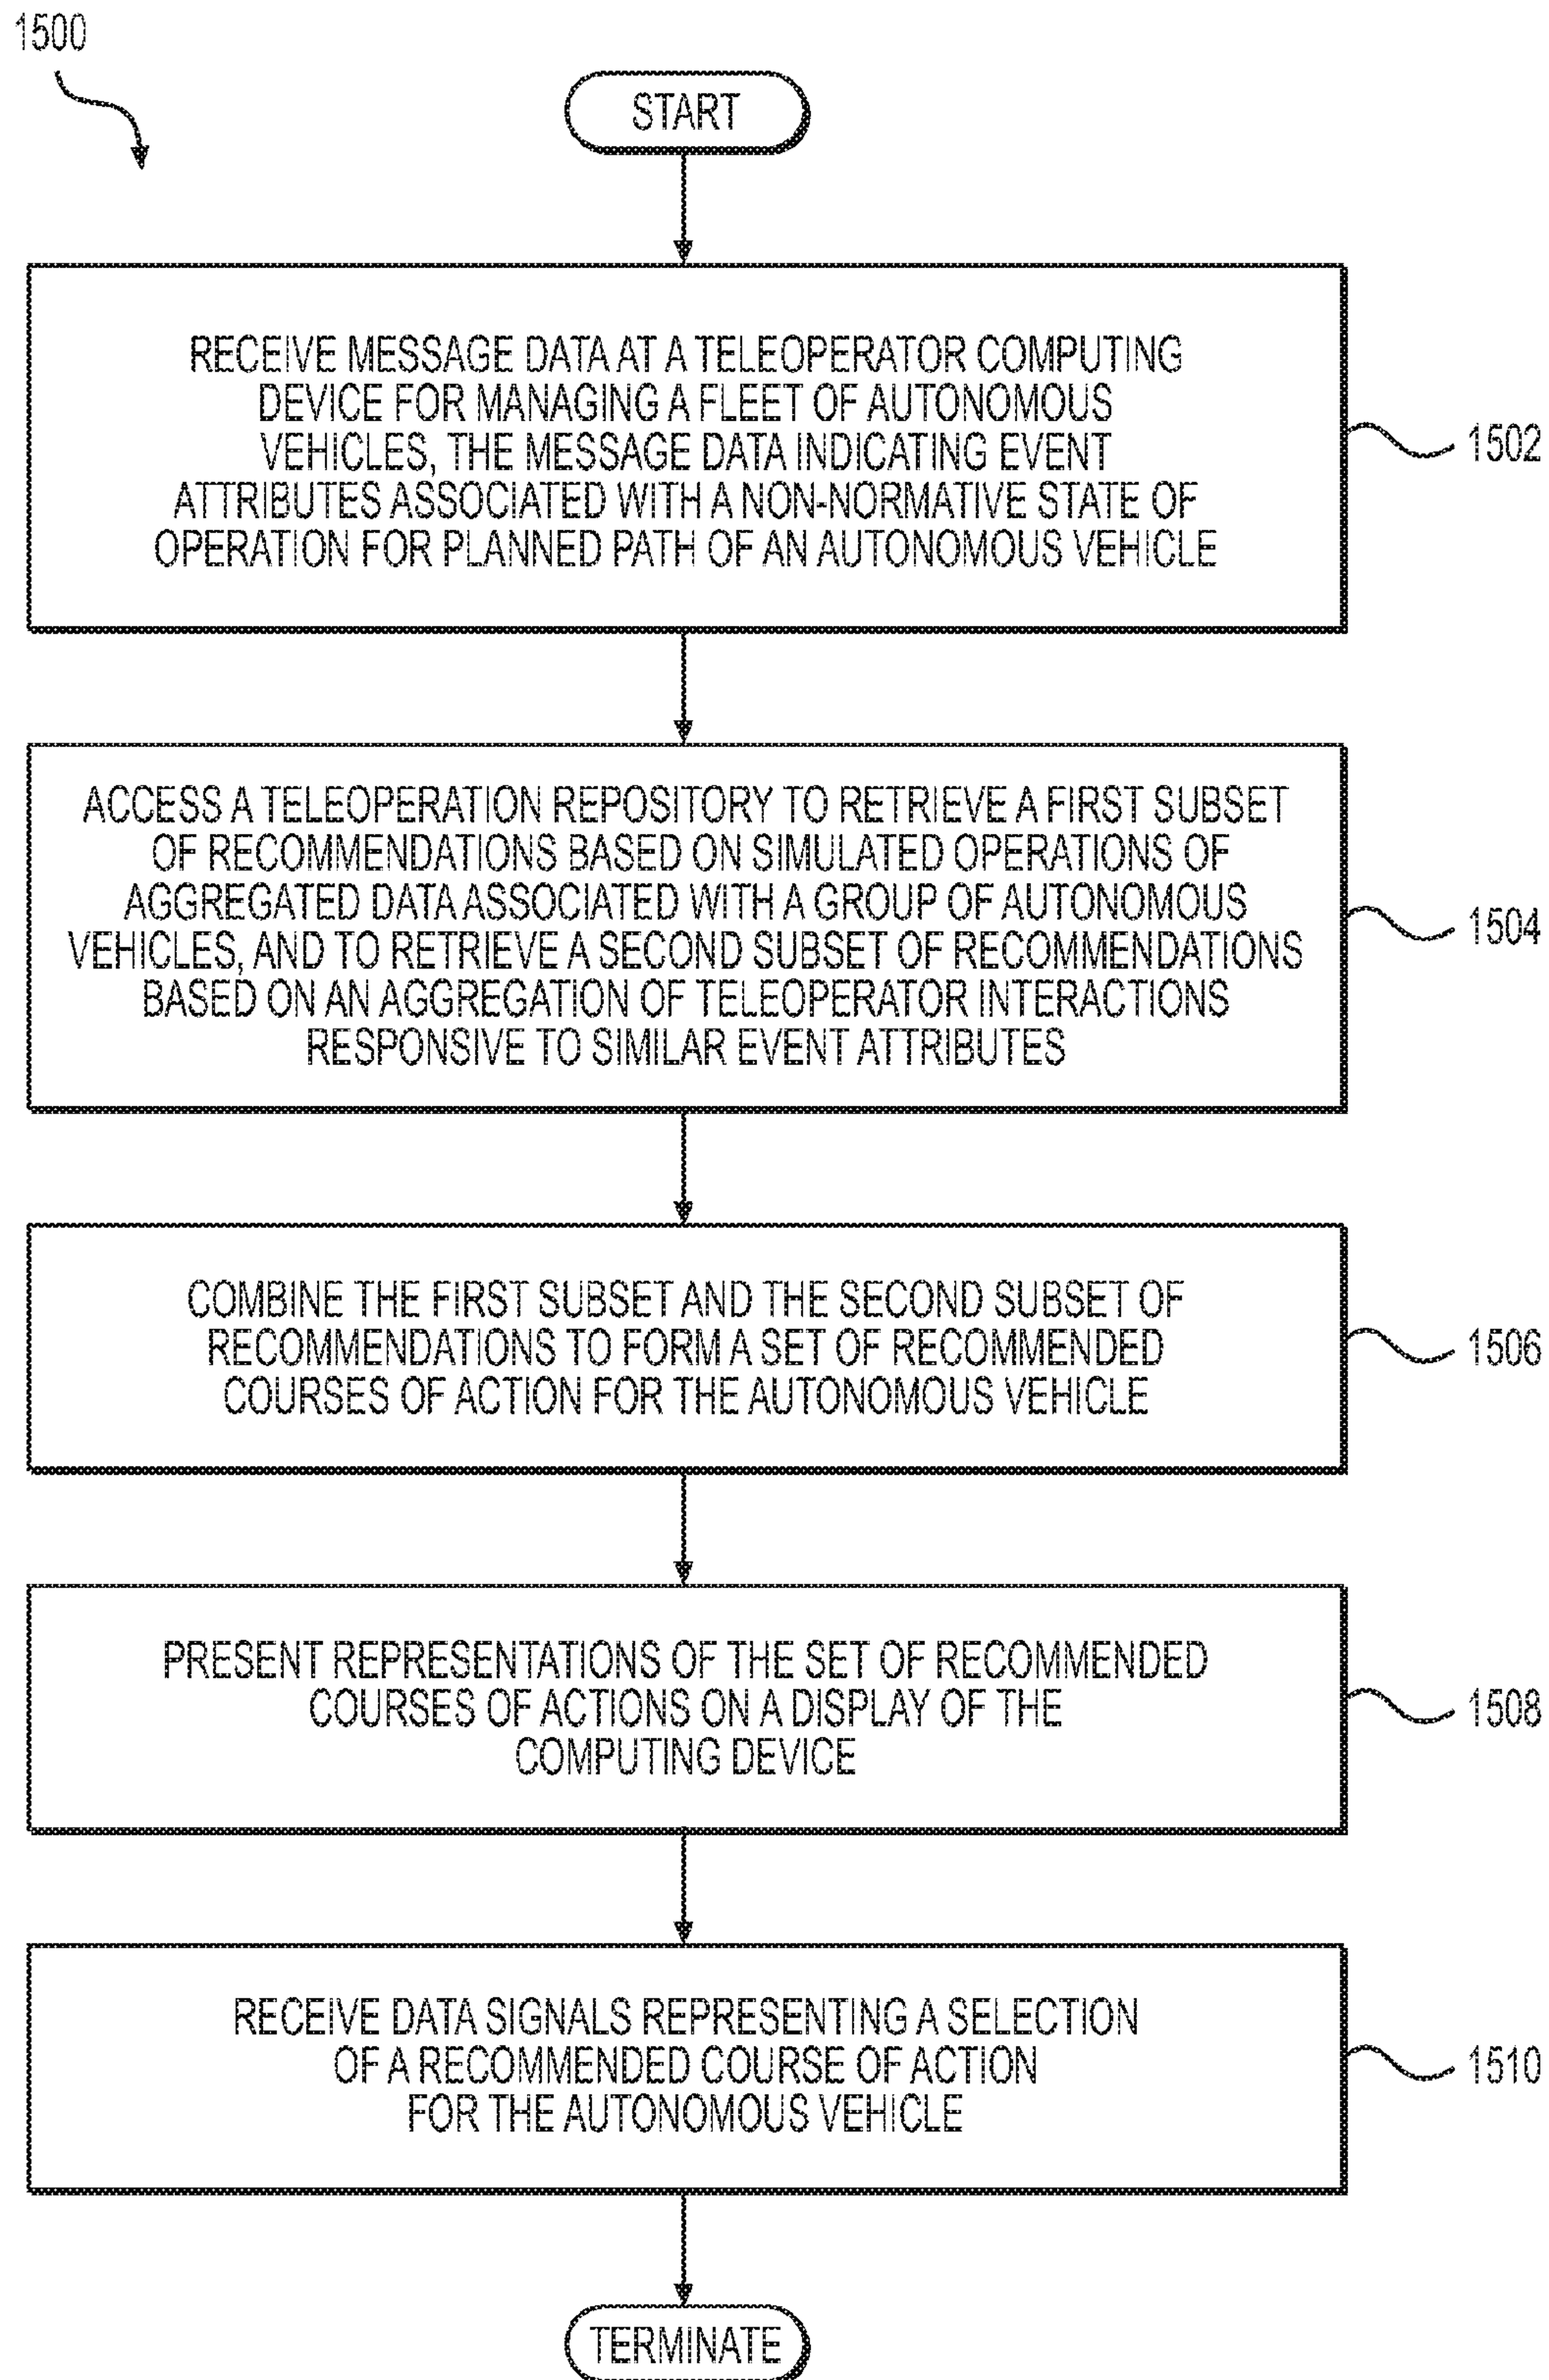 1500
START
RECEIVE MESSAGE DATA AT A TELEOPERATOR COMPUTING
DEVICE FOR MANAGING A FLEET OF AUTONOMOUS
VEHICLES, THE MESSAGE DATA INDICATING EVENT
ATTRIBUTES ASSOCIATED WITH A NON-NORMATIVE STATE OF
OPERATION FOR PLANNED PATH OF AN AUTONOMOUS VEHICLE
1502
ACCESS A TELEOPERATION REPOSITORY TO RETRIEVE A FIRST SUBSET
OF RECOMMENDATIONS BASED ON SIMULATED OPERATIONS OF
AGGREGATED DATA ASSOCIATED WITH A GROUP OF AUTONOMOUS
VEHICLES, AND TO RETRIEVE A SECOND SUBSET OF RECOMMENDATIONS
BASED ON AN AGGREGATION OF TELEOPERATOR INTERACTIONS
RESPONSIVE TO SIMILAR EVENT ATTRIBUTES
1504
COMBINE THE FIRST SUBSET AND THE SECOND SUBSET OF
RECOMMENDATIONS TO FORM A SET OF RECOMMENDED
COURSES OF ACTION FOR THE AUTONOMOUS VEHICLE
1506
PRESENT REPRESENTATIONS OF THE SET OF RECOMMENDED
COURSES OF ACTIONS ON A DISPLAY OF THE
COMPUTING DEVICE
1508
RECEIVE DATA SIGNALS REPRESENTING A SELECTION
OF A RECOMMENDED COURSE OF ACTION
FOR THE AUTONOMOUS VEHICLE
1510
TERMINATE